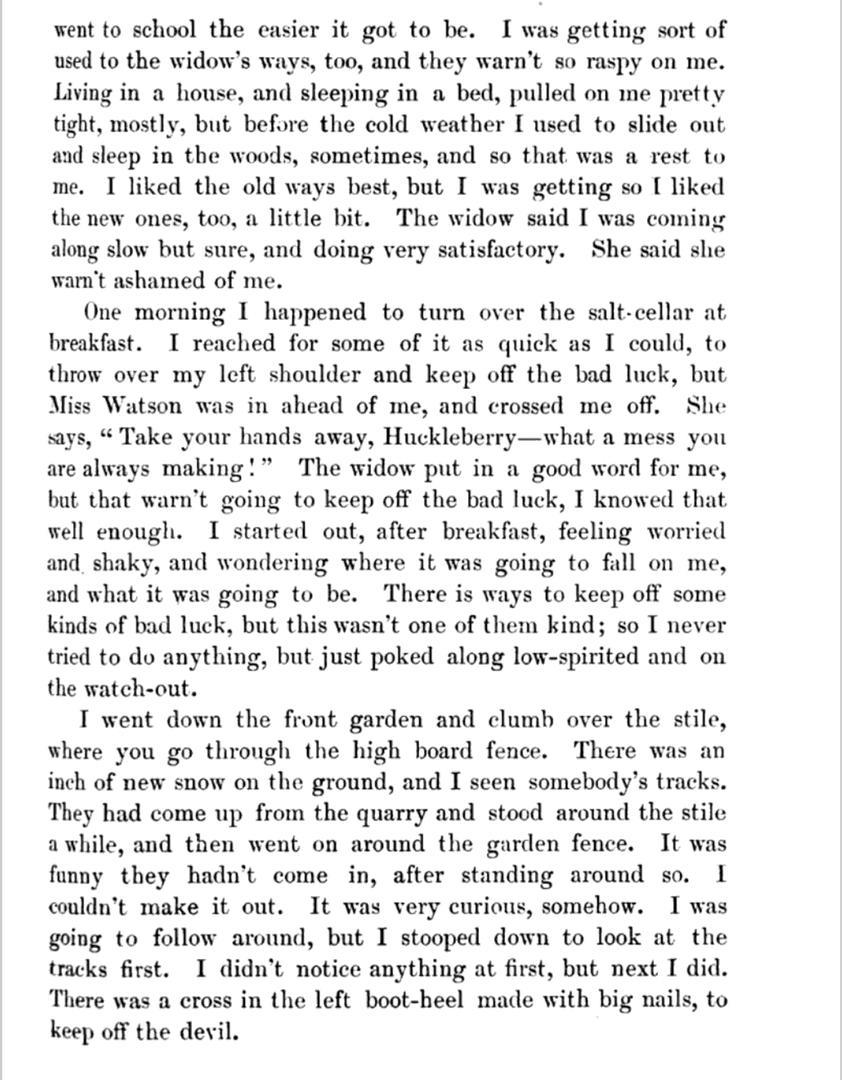 went to school the easier it got to be. I was getting sort of
used to the widow's ways, too, and they warn't so raspy on me.
Living in a house, and sleeping in a bed, pulled on me pretty
tight, mostly, but before the cold weather I used to slide out
and sleep in the woods, sometimes, and so that was a rest to
me. I liked the old ways best, but I was getting so I liked
the new ones, too, a little bit. The widow said I was coming
along slow but sure, and doing very satisfactory. She said she
warn't ashamed of me.
One morning I happened to turn over the salt-cellar at
breakfast. I reached for some of it as quick as I could, to
throw over my left shoulder and keep off the bad luck, but
Miss Watson was in ahead of me, and crossed me off. She
says, “Take your hands away, Huckleberry—what a mess you
are always making!” The widow put in a good word for me,
but that warn't going to keep off the bad luck, I knowed that
well enough. I started out, after breakfast, feeling worried
and shaky, and wondering where it was going to fall on me,
and what it was going to be. There is ways to keep off some
kinds of bad luck, but this wasn't one of them kind; so I never
tried to do anything, but just poked along low-spirited and on
the watch-out.
I went down the front garden and clumb over the stile,
where you go through the high board fence. There was an
inch of new snow on the ground, and I seen somebody's tracks.
They had come up from the quarry and stood around the stile
a while, and then went on around the garden fence. It was
funny they hadn't come in, after standing around so. I
couldn't make it out. It was very curious, somehow. I was
going to follow around, but I stooped down to look at the
tracks first. I didn't notice anything at first, but next I did.
There was a cross in the left boot-heel made with big nails, to
keep off the devil.